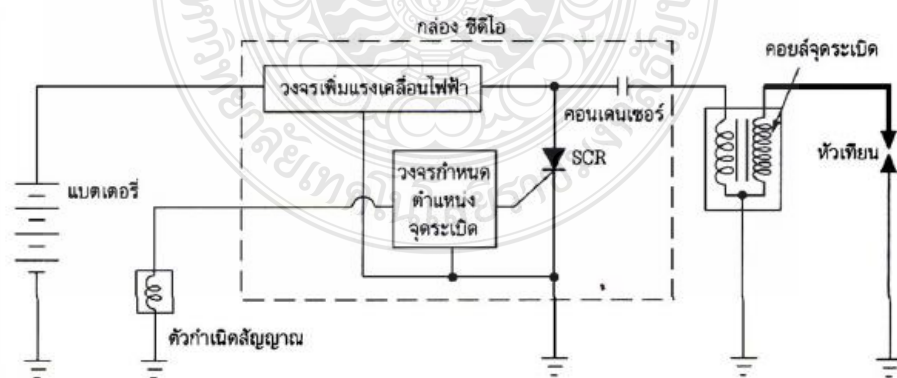 กล่อง ซีดีไอ
คอยล์จุดระเบิด
วงจรเพิ่มแรงเคลื่อนไฟฟ้า
คอนเดนเซอร์
SCR
หัวเทียน
วงจรกำหนด
ตำแหน่ง
จุดระเบิด
แบตเตอรี่
ตัวกำเนิดสัญญาณ